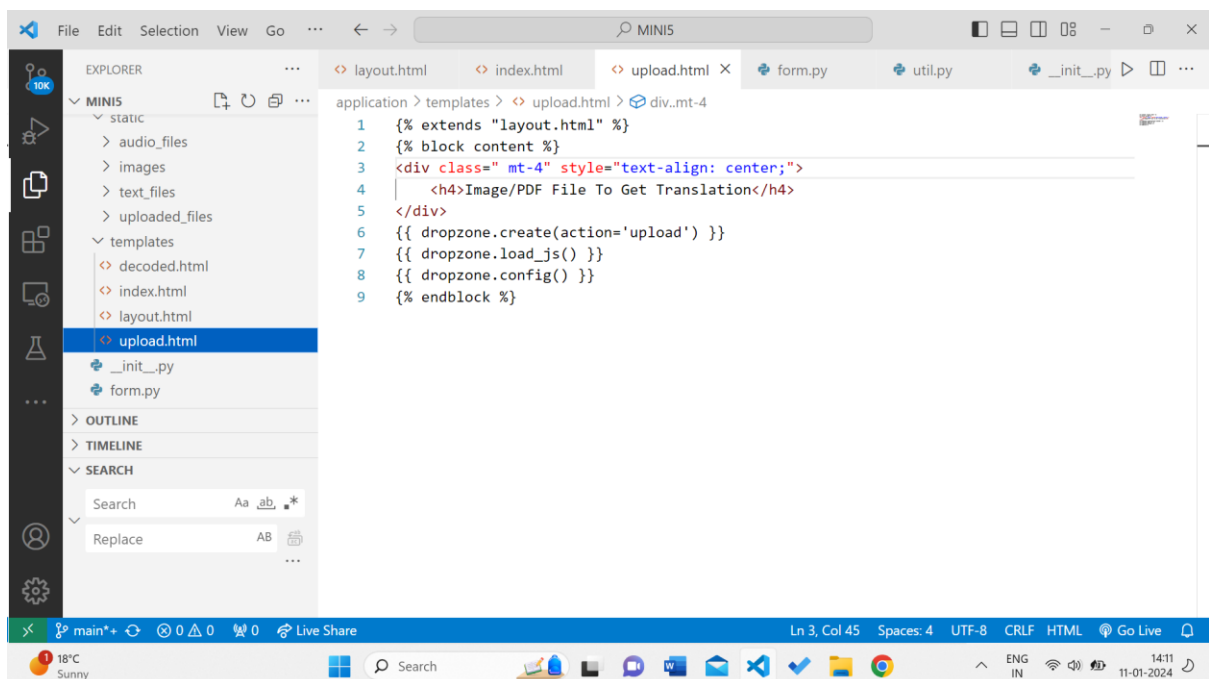 File Edit Selection View Go ··· MINI5
10K
EXPLORER ···
MINI5 ···
static
audio_files
images
text_files
uploaded_files
templates
decoded.html
index.html
layout.html
upload.html
__init__.py
form.py
OUTLINE
TIMELINE
SEARCH
Search Aa ab
Replace AB
···
layout.html index.html upload.html form.py util.py __init__.py ···
application > templates > upload.html > div..mt-4
1 {% extends "layout.html" %}
2 {% block content %}
3 <div class=" mt-4" style="text-align: center;">
4 <h4>Image/PDF File To Get Translation</h4>
5 </div>
6 {{ dropzone.create(action='upload') }}
7 {{ dropzone.load_js() }}
8 {{ dropzone.config() }}
9 {% endblock %}
main*+ 0 0 0 Live Share Ln 3, Col 45 Spaces: 4 UTF-8 CRLF HTML Go Live
1 18°C
Sunny
Search
ENG
IN
14:11
11-01-2024